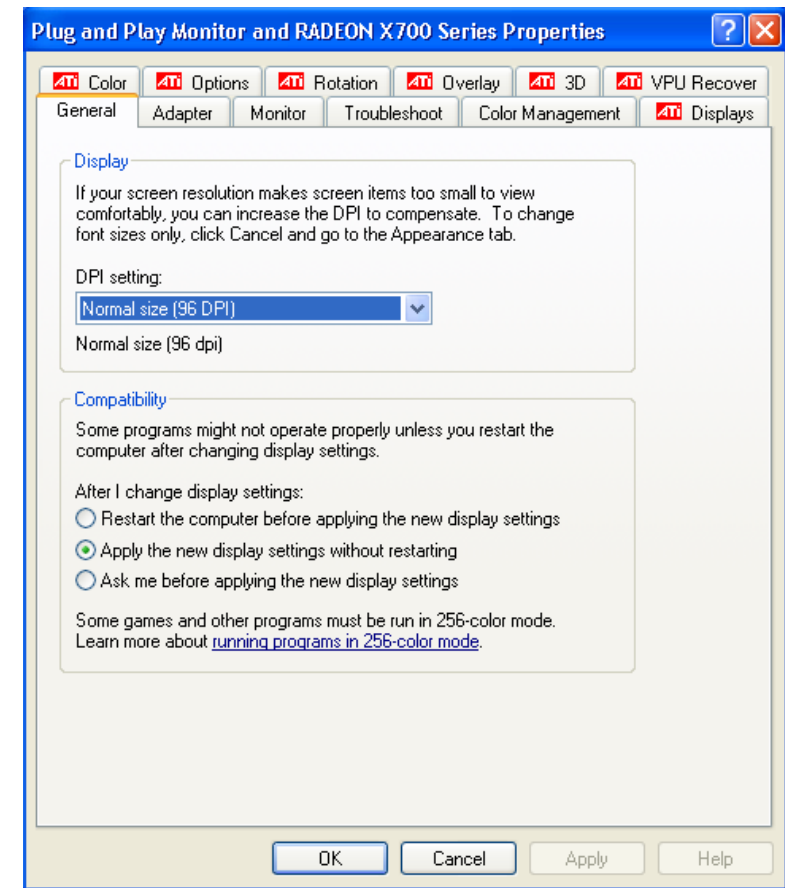 Plug and Play Monitor and RADEON X700 Series Properties
ATI Color ATI Options ATI Rotation ATI Overlay ATI 3D ATI VPU Recover
General Adapter Monitor Troubleshoot Color Management ATI Displays
Display
If your screen resolution makes screen items too small to view
comfortably, you can increase the DPI to compensate. To change
font sizes only, click Cancel and go to the Appearance tab.
DPI setting:
Normal size (96 DPI)
Normal size (96 dpi)
Compatibility
Some programs might not operate properly unless you restart the
computer after changing display settings.
After I change display settings:
Restart the computer before applying the new display settings
Apply the new display settings without restarting
Ask me before applying the new display settings
Some games and other programs must be run in 256-color mode.
Learn more about running programs in 256-color mode.
OK Cancel Apply Help